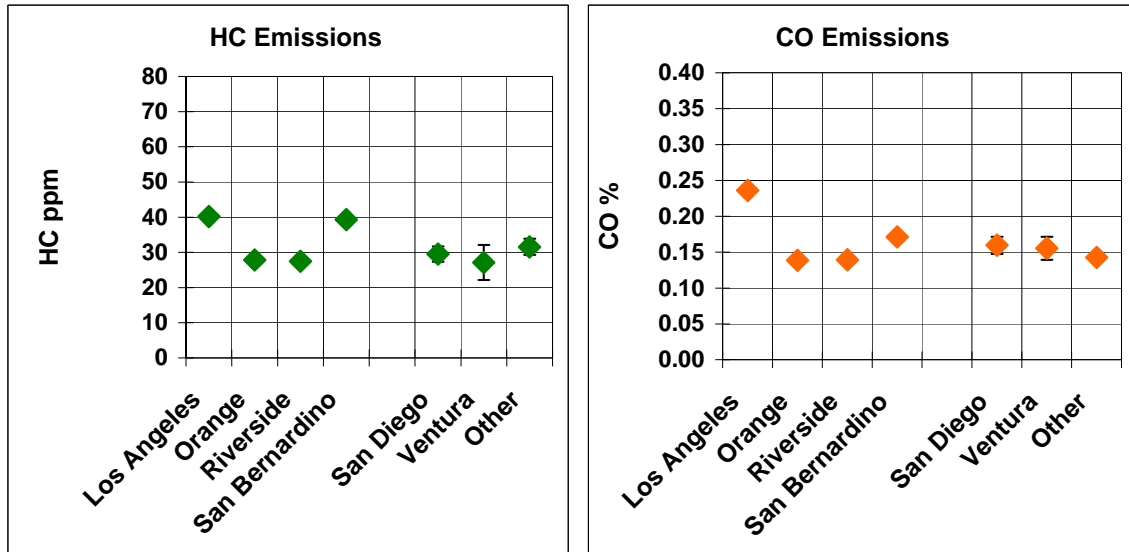 HC Emissions
HC ppm
80
70
60
50
40
30
20
10
0
Los Angeles
Orange
Riverside
San Bernardino
San Diego
Ventura
Other
CO Emissions
CO %
0.40
0.35
0.30
0.25
0.20
0.15
0.10
0.05
0.00
Los Angeles
Orange
Riverside
San Bernardino
San Diego
Ventura
Other